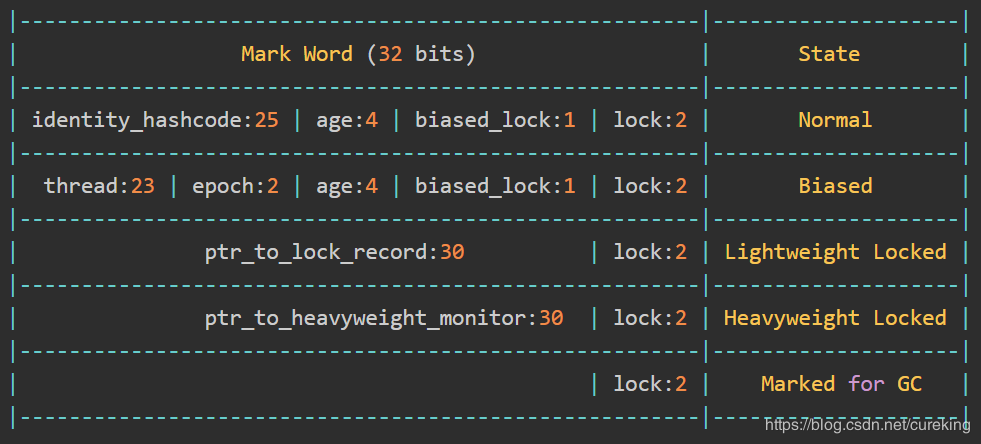 |-------------------------------------------------------|--------------------|
| Mark Word (32 bits) | State |
|-------------------------------------------------------|--------------------|
| identity_hashcode:25 | age:4 | biased_lock:1 | lock:2 | Normal |
|-------------------------------------------------------|--------------------|
| thread:23 | epoch:2 | age:4 | biased_lock:1 | lock:2 | Biased |
|-------------------------------------------------------|--------------------|
| ptr_to_lock_record:30 | lock:2 | Lightweight Locked |
|-------------------------------------------------------|--------------------|
| ptr_to_heavyweight_monitor:30 | lock:2 | Heavyweight Locked |
|-------------------------------------------------------|--------------------|
| | lock:2 | Marked for GC |
|-------------------------------------------------------|--------------------|
https://blog.csdn.net/cureking